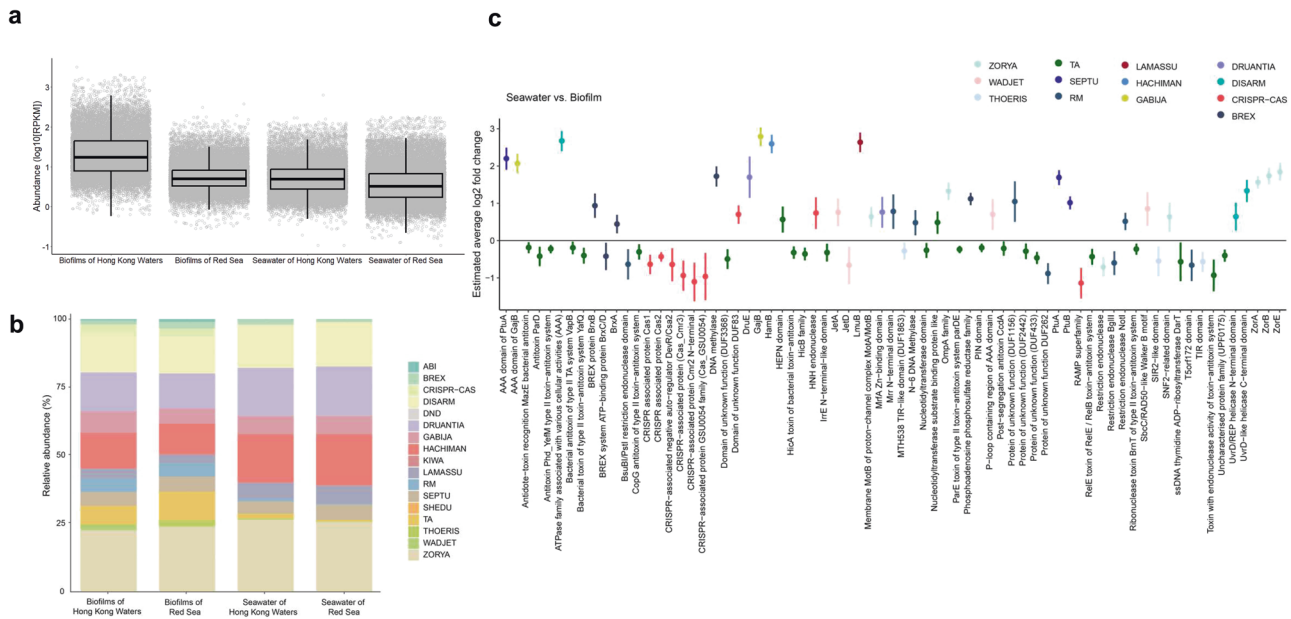 a
Abundance (log10[RPKM])
3
2
1
0
-1
Biofilms of Hong Kong Waters
Biofilms of Red Sea
Seawater of Hong Kong Waters
Seawater of Red Sea
b
Relative abundance (%)
100
75
50
25
0
Biofilms of
Hong Kong Waters
Biofilms of
Red Sea
Seawater of
Hong Kong Waters
Seawater of
Red Sea
ABI
BREX
CRISPR-CAS
DISARM
DND
DRUANTIA
GABIJA
HACHIMAN
KIWA
LAMASSU
RM
SEPTU
SHEDU
TA
THOERIS
WADJET
ZORYA
c
Seawater vs. Biofilm
ZORYA
WADJET
THOERIS
TA
SEPTU
RM
LAMASSU
HACHIMAN
GABIJA
DRUANTIA
DISARM
CRISPR-CAS
BREX
Estimated average log2 fold change
3
2
1
0
-1
AAA domain of PtuA
AAA domain of GajB
Antidote-toxin recognition MazE bacterial antitoxin
Antitoxin ParD
Antitoxin Phd_YefM type II toxin-antitoxin system
ATPase family associated with various cellular activities (AAA)
Bacterial antitoxin of type II TA system VapB
Bacterial toxin of type II toxin-antitoxin system YafQ
BREX protein BrxB
BREX system ATP-binding protein BrxC/D
BrxA
BsuBI/PstI restriction endonuclease domain
CopG antitoxin of type II toxin-antitoxin system
CRISPR associated protein Cas1
CRISPR associated protein Cas2
CRISPR-associated negative auto-regulator DevR/Csa2
CRISPR-associated protein (Cas_Cmr3)
CRISPR-associated protein Cmr2 N-terminal
CRISPR-associated protein GSU0054 family (Cas_GSU0054)
DNA methylase
Domain of unknown function (DUF3368)
Domain of unknown function DUF83
DruE
GajB
HamB
HEPN domain
HicA toxin of bacterial toxin-antitoxin
HicB family
HNH endonuclease
IrrE N-terminal-like domain
JetA
JetD
LmuB
Membrane MotB of proton-channel complex MotA/MotB
MrfA Zn-binding domain
Mrr N-terminal domain
MTH538 TIR-like domain (DUF1863)
N-6 DNA Methylase
Nucleotidyltransferase domain
Nucleotidyltransferase substrate binding protein like
OmpA family
ParE toxin of type II toxin-antitoxin system parDE
Phosphoadenosine phosphosulfate reductase family
PIN domain
P-loop containing region of AAA domain
Post-segregation antitoxin CcdA
Protein of unknown function (DUF1156)
Protein of unknown function (DUF2442)
Protein of unknown function (DUF433)
Protein of unknown function DUF262
PtuA
PtuB
RAMP superfamily
RelE toxin of RelE / RelB toxin-antitoxin system
Restriction endonuclease
Restriction endonuclease BglII
Restriction endonuclease NotI
Ribonuclease toxin BrnT of type II toxin-antitoxin system
SbcC/RAD50-like Walker B motif
SIR2-like domain
SNF2-related domain
ssDNA thymidine ADP-ribosyltransferase DarT
T5orf172 domain
TIR domain
Toxin with endonuclease activity of toxin-antitoxin system
Uncharacterised protein family (UPF0175)
UvrD/REP helicase N-terminal domain
UvrD-like helicase C-terminal domain
ZorA
ZorB
ZorE